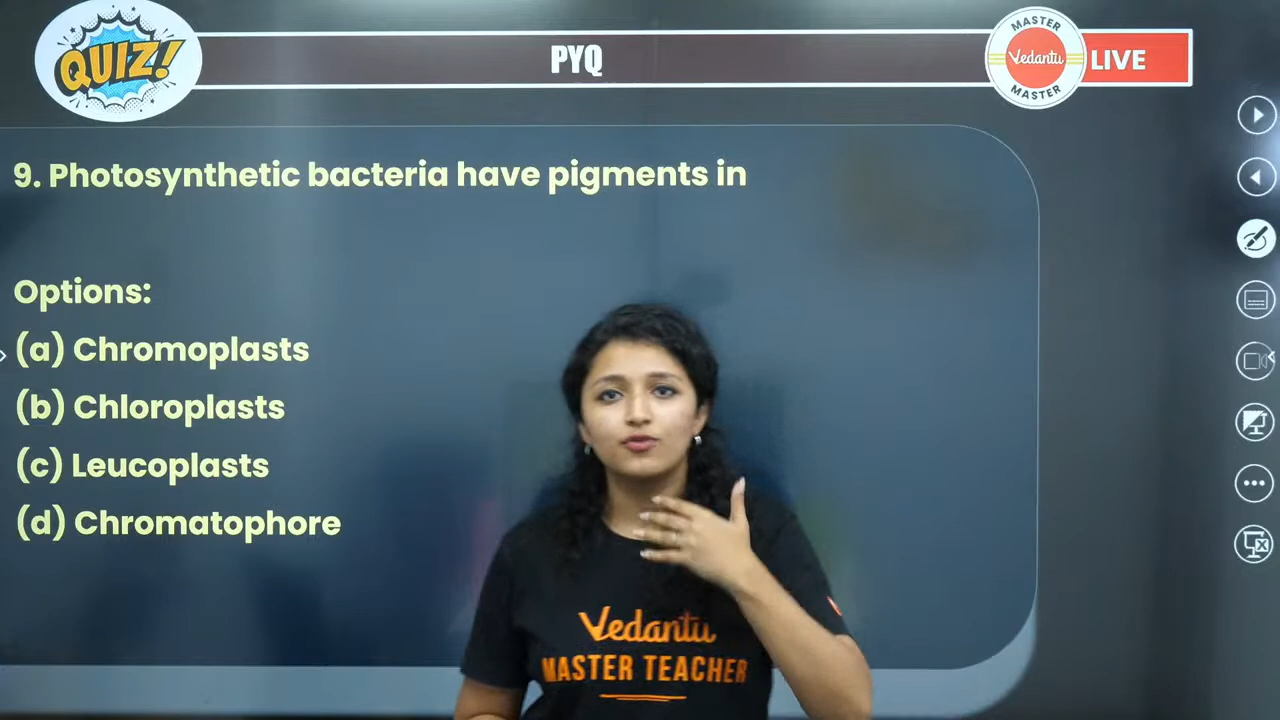 QUIZ!
PYQ
MASTER
Vedantu
MASTER
LIVE
9. Photosynthetic bacteria have pigments in
Options:
(a) Chromoplasts
(b) Chloroplasts
(c) Leucoplasts
(d) Chromatophore
Vedantu
MASTER TEACHER